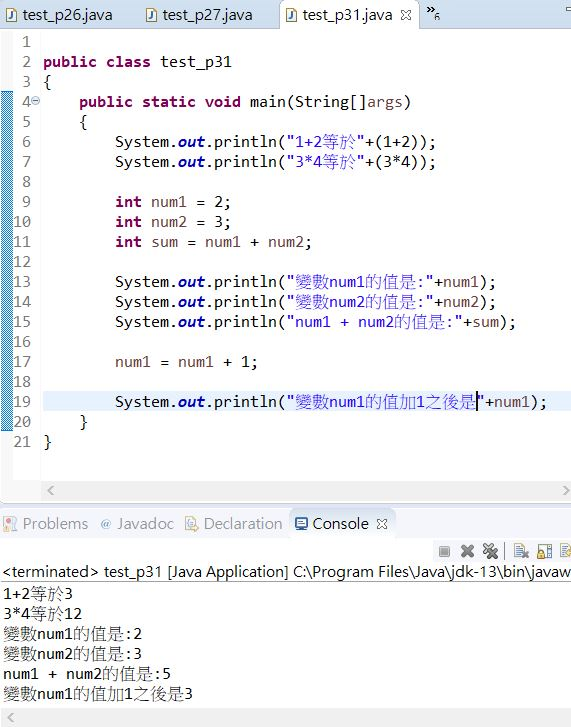 test_p26.java test_p27.java test_p31.java »6
1
2 public class test_p31
3 {
4 public static void main(String[]args)
5 {
6 System.out.println("1+2等於"+(1+2));
7 System.out.println("3*4等於"+(3*4));
8
9 int num1 = 2;
10 int num2 = 3;
11 int sum = num1 + num2;
12
13 System.out.println("變數num1的值是:"+num1);
14 System.out.println("變數num2的值是:"+num2);
15 System.out.println("num1 + num2的值是:"+sum);
16
17 num1 = num1 + 1;
18
19 System.out.println("變數num1的值加1之後是"+num1);
20 }
21 }
Problems @ Javadoc Declaration Console
<terminated> test_p31 [Java Application] C:\Program Files\Java\jdk-13\bin\javaw
1+2等於3
3*4等於12
變數num1的值是:2
變數num2的值是:3
num1 + num2的值是:5
變數num1的值加1之後是3